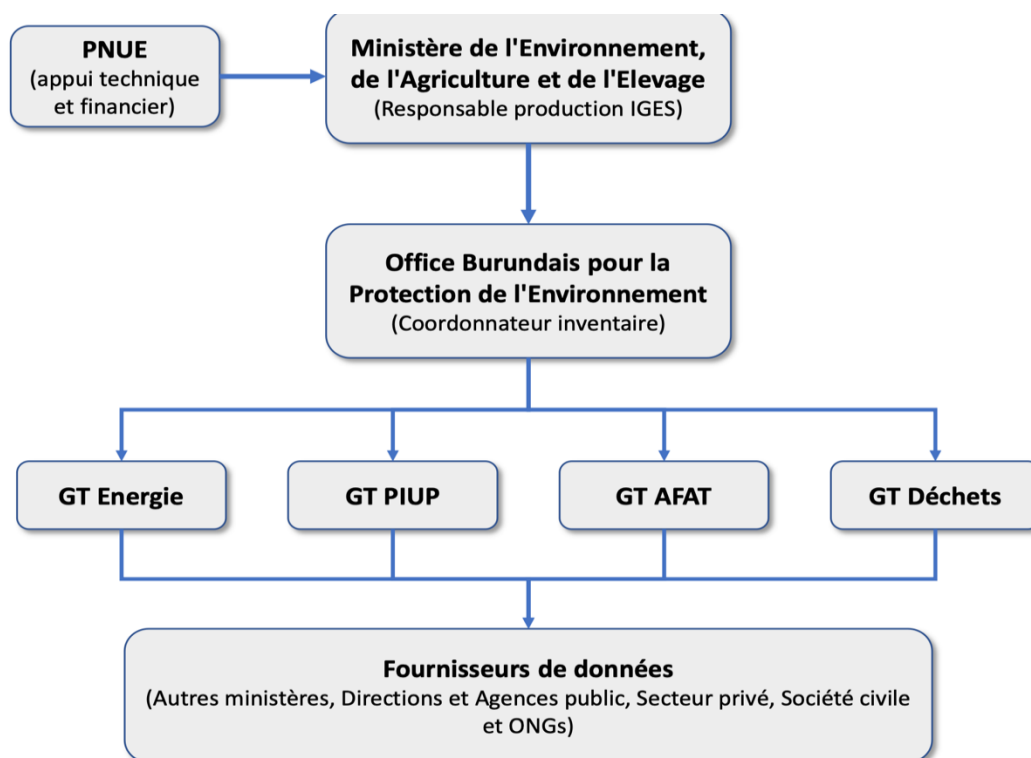 PNUE
(appui technique
et financier)
Ministère de l'Environnement,
de l'Agriculture et de l'Elevage
(Responsable production IGES)
Office Burundais pour la
Protection de l'Environnement
(Coordonnateur inventaire)
GT Energie
GT PIUP
GT AFAT
GT Déchets
Fournisseurs de données
(Autres ministères, Directions et Agences public, Secteur privé, Société civile
et ONGs)